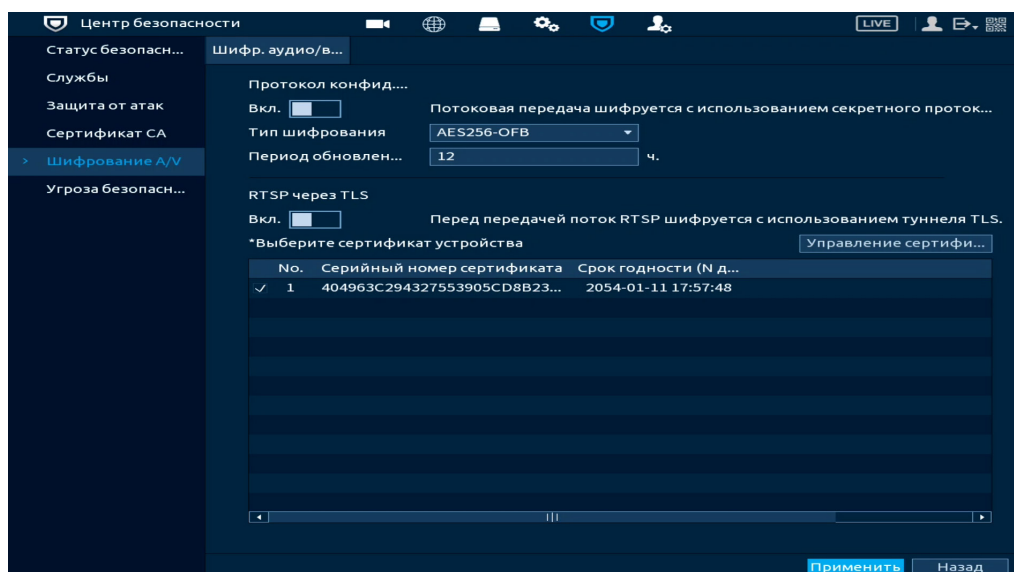 Центр безопасности LIVE
Статус безопасн...
Службы
Защита от атак
Сертификат CA
> Шифрование A/V
Угроза безопасн...
Шифр. аудио/в...
Протокол конфид....
Вкл. Потоковая передача шифруется с использованием секретного проток...
Тип шифрования AES256-OFB
Период обновлен... 12 ч.
RTSP через TLS
Вкл. Перед передачей поток RTSP шифруется с использованием туннеля TLS.
*Выберите сертификат устройства Управление сертифи...
No. Серийный номер сертификата Срок годности (N д...
1 404963C294327553905CD8B23... 2054-01-11 17:57:48
Применить Назад